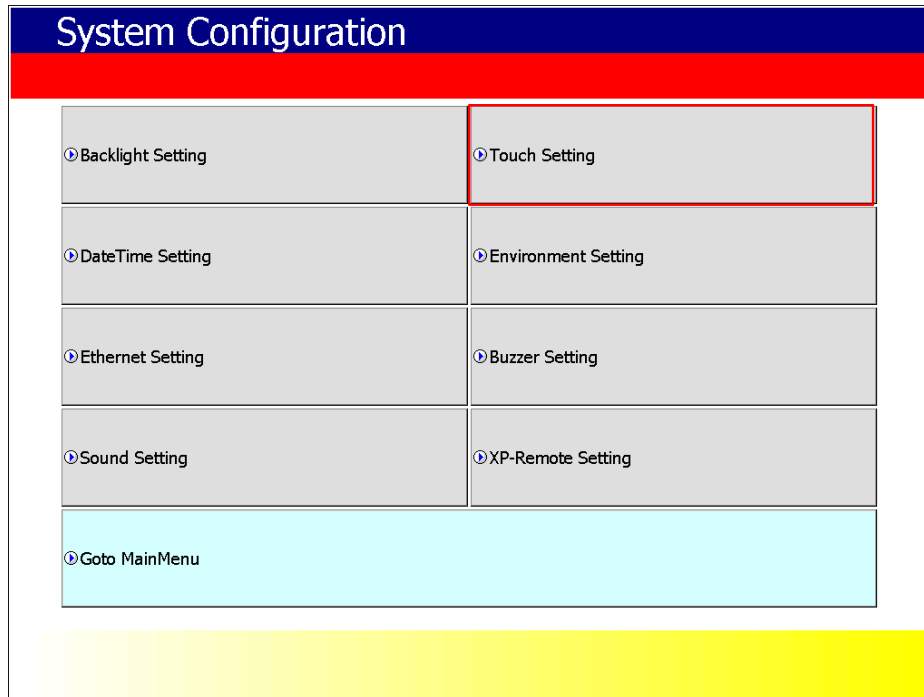 System Configuration
Backlight Setting
Touch Setting
DateTime Setting
Environment Setting
Ethernet Setting
Buzzer Setting
Sound Setting
XP-Remote Setting
Goto MainMenu